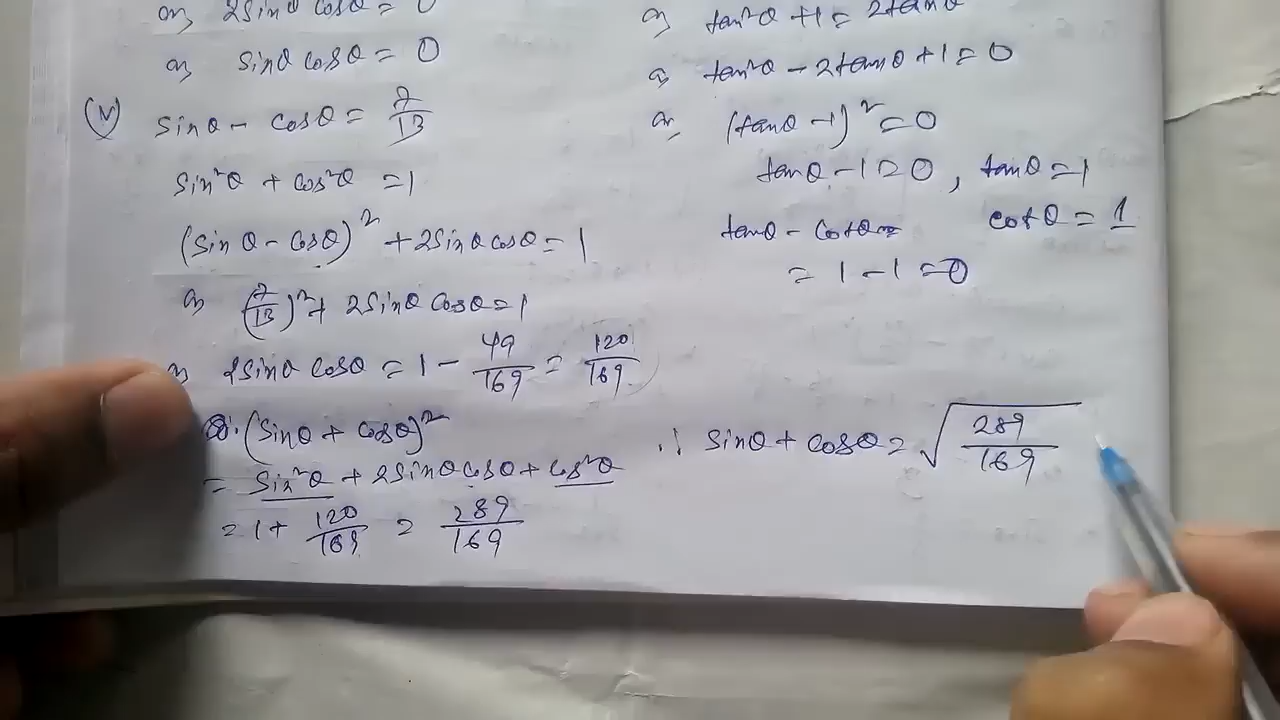 or, 2sinθ cosθ = 0
or, sinθ cosθ = 0
(V) sinθ - cosθ = 7/13
sin²θ + cos²θ = 1
(sinθ - cosθ)² + 2sinθ cosθ = 1
or, (7/13)² + 2sinθ cosθ = 1
or, 2sinθ cosθ = 1 - 49/169 = 120/169
(sinθ + cosθ)²
= sin²θ + 2sinθ cosθ + cos²θ
= 1 + 120/169 = 289/169
or, tan²θ + 1 = 2tanθ
or, tan²θ - 2tanθ + 1 = 0
or, (tanθ - 1)² = 0
tanθ - 1 = 0, tanθ = 1
tanθ - cotθ = cotθ = 1
= 1 - 1 = 0
∴ sinθ + cosθ = √289/169